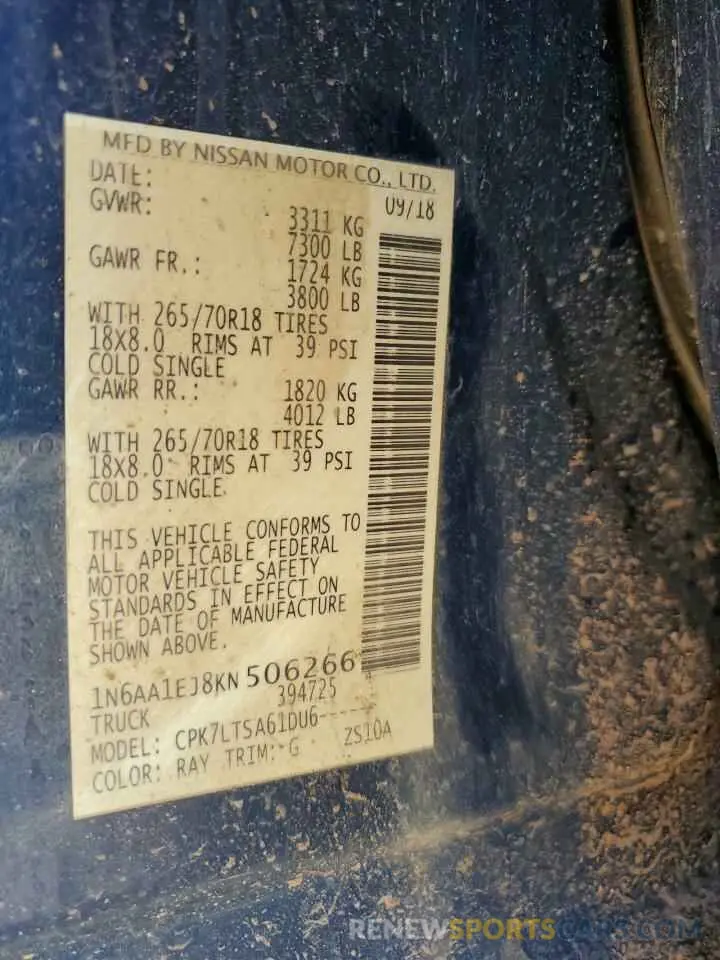 MFD BY NISSAN MOTOR CO., LTD.
DATE: 09/18
GVWR: 3311 KG
7300 LB
GAWR FR.: 1724 KG
3800 LB
WITH 265/70R18 TIRES
18X8.0 RIMS AT 39 PSI
COLD SINGLE
GAWR RR.: 1820 KG
4012 LB
WITH 265/70R18 TIRES
18X8.0 RIMS AT 39 PSI
COLD SINGLE
THIS VEHICLE CONFORMS TO
ALL APPLICABLE FEDERAL
MOTOR VEHICLE SAFETY
STANDARDS IN EFFECT ON
THE DATE OF MANUFACTURE
SHOWN ABOVE.
1N6AA1EJ8KN506266
394725
TRUCK
MODEL: CPK7LTSA61DU6-----
COLOR: RAY TRIM: G ZS10A
RENEWSPORTSCARS.COM